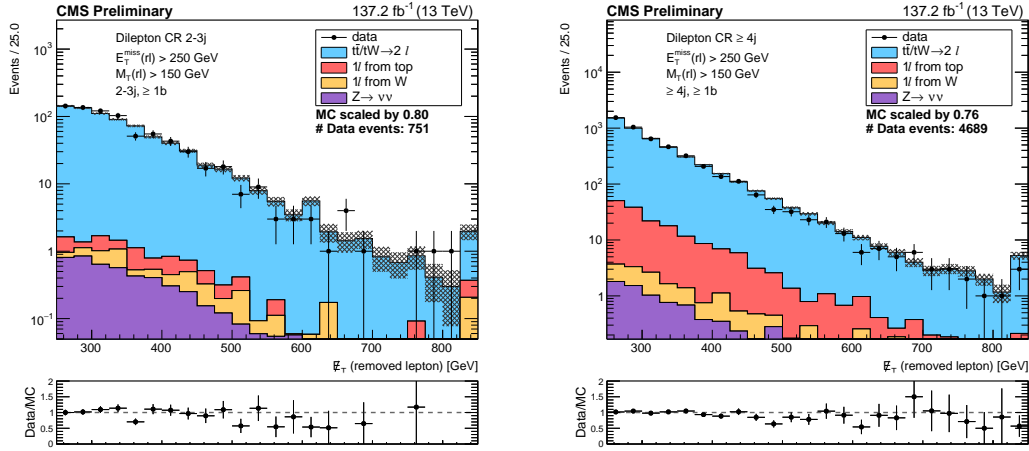 CMS Preliminary
137.2 fb⁻¹ (13 TeV)
Events / 25.0
10³
10²
10
1
10⁻¹
Dilepton CR 2-3j
E_T^miss(rl) > 250 GeV
M_T(rl) > 150 GeV
2-3j, ≥ 1b
data
tt̄/tW→2 l
1l from top
1l from W
Z→ νν
MC scaled by 0.80
# Data events: 751
300 400 500 600 700 800
E̸_T (removed lepton) [GeV]
Data/MC
2
1.5
1
0.5
0
CMS Preliminary
137.2 fb⁻¹ (13 TeV)
Events / 25.0
10⁴
10³
10²
10
1
Dilepton CR ≥ 4j
E_T^miss(rl) > 250 GeV
M_T(rl) > 150 GeV
≥ 4j, ≥ 1b
data
tt̄/tW→2 l
1l from top
1l from W
Z→ νν
MC scaled by 0.76
# Data events: 4689
300 400 500 600 700 800
E̸_T (removed lepton) [GeV]
Data/MC
2
1.5
1
0.5
0